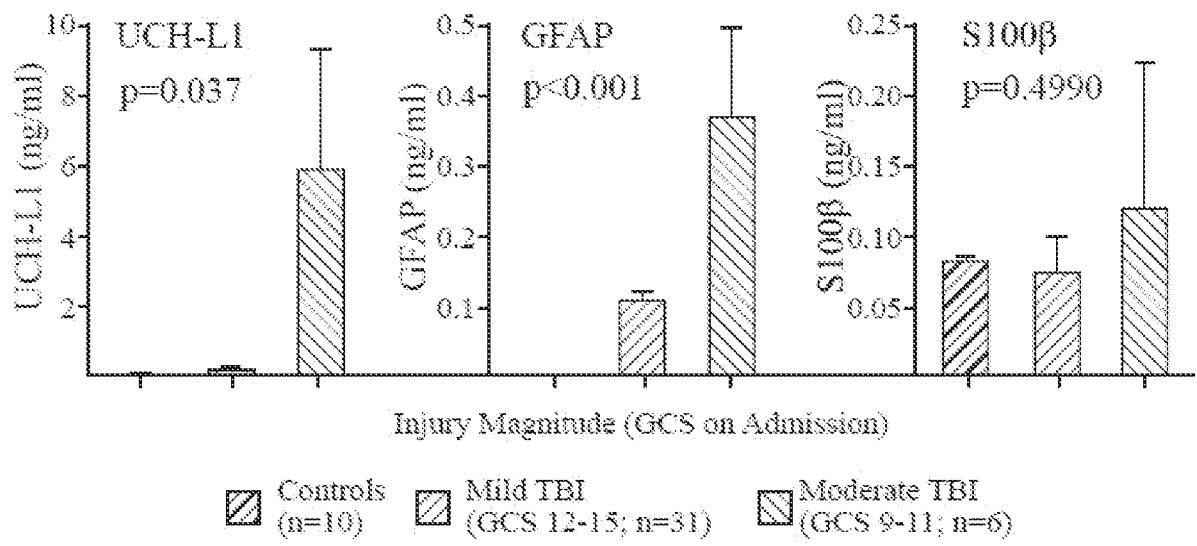 UCH-L1
p=0.037
UCH-L1 (ng/ml)
10
8
6
4
2
GFAP
p<0.001
GFAP (ng/ml)
0.5
0.4
0.3
0.2
0.1
S100β
p=0.4990
S100β (ng/ml)
0.25
0.20
0.15
0.10
0.05
Injury Magnitude (GCS on Admission)
Controls
(n=10)
Mild TBI
(GCS 12-15; n=31)
Moderate TBI
(GCS 9-11; n=6)